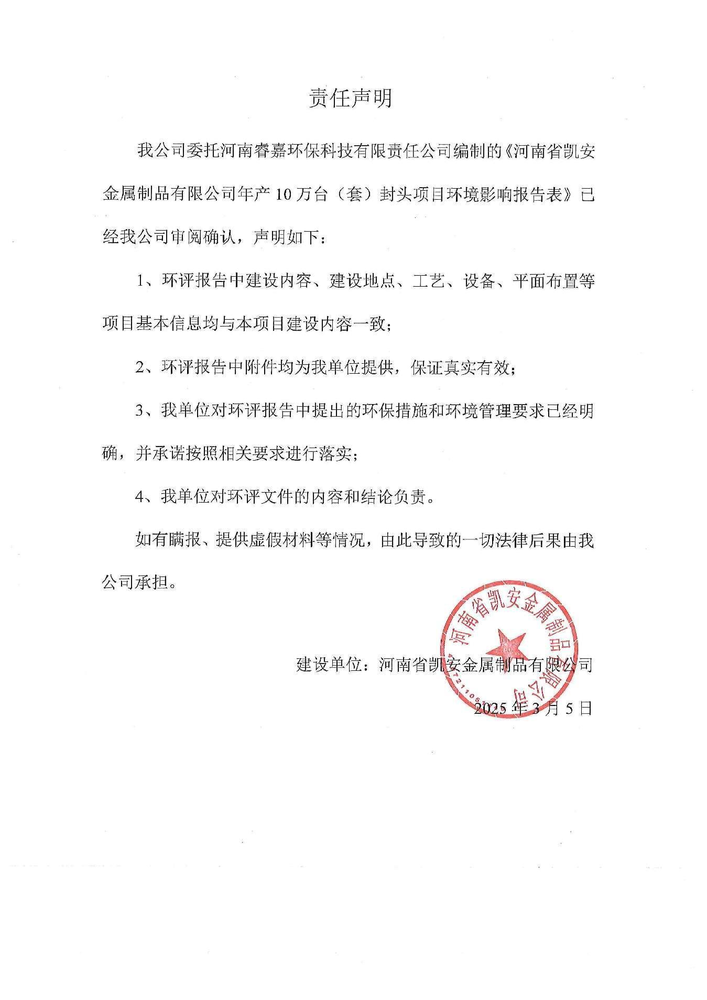 责任声明
我公司委托河南睿嘉环保科技有限责任公司编制的《河南省凯安
金属制品有限公司年产10万台（套）封头项目环境影响报告表》已
经我公司审阅确认，声明如下：
1、环评报告中建设内容、建设地点、工艺、设备、平面布置等
项目基本信息均与本项目建设内容一致；
2、环评报告中附件均为我单位提供，保证真实有效；
3、我单位对环评报告中提出的环保措施和环境管理要求已经明
确，并承诺按照相关要求进行落实；
4、我单位对环评文件的内容和结论负责。
如有瞒报、提供虚假材料等情况，由此导致的一切法律后果由我
公司承担。
河南省凯安金属制品有限公司
建设单位：河南省凯安金属制品有限公司
2025年3月5日